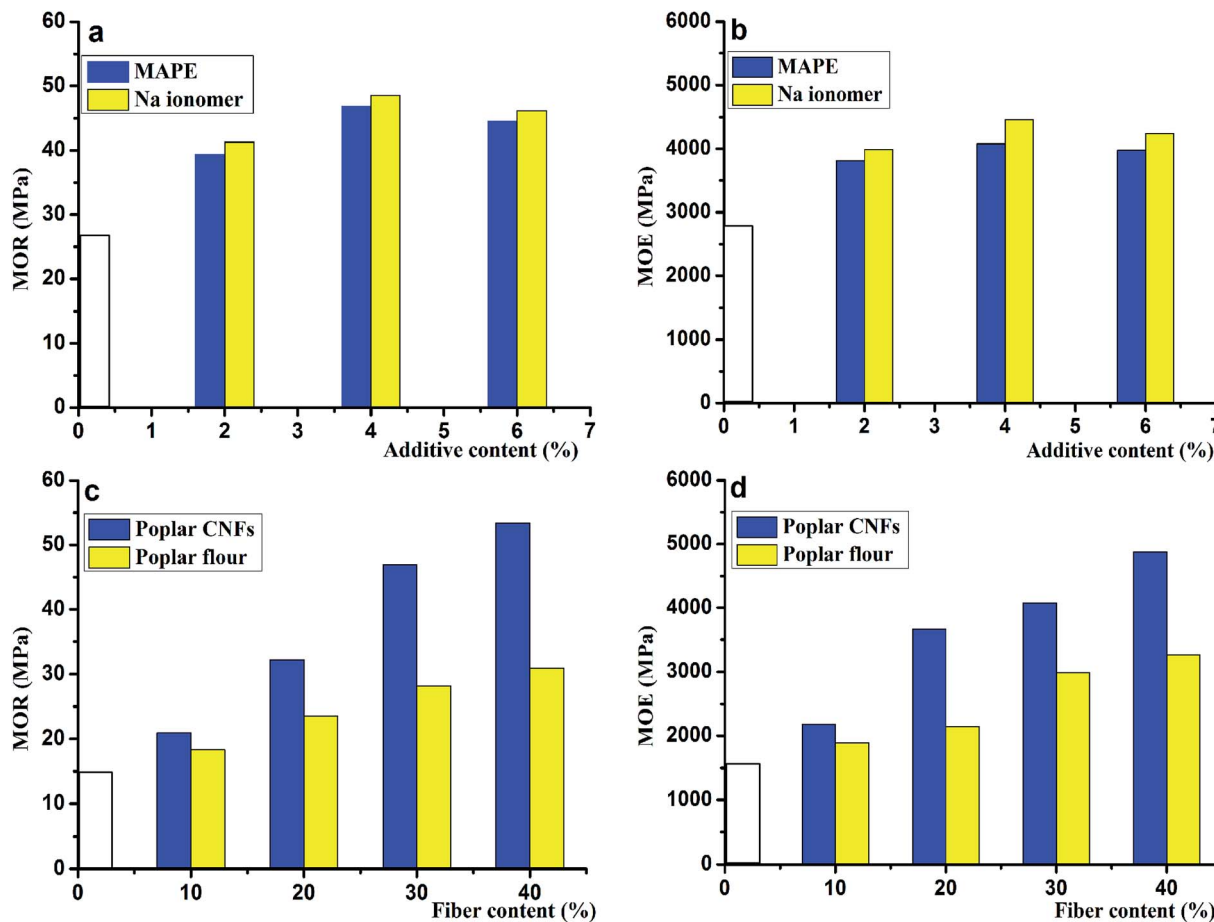 a
MAPE
Na ionomer
MOR (MPa)
60
50
40
30
20
10
0
0 1 2 3 4 5 6 7
Additive content (%)
b
MAPE
Na ionomer
MOE (MPa)
6000
5000
4000
3000
2000
1000
0
0 1 2 3 4 5 6 7
Additive content (%)
c
Poplar CNFs
Poplar flour
MOR (MPa)
60
50
40
30
20
10
0
0 10 20 30 40
Fiber content (%)
d
Poplar CNFs
Poplar flour
MOE (MPa)
6000
5000
4000
3000
2000
1000
0
0 10 20 30 40
Fiber content (%)